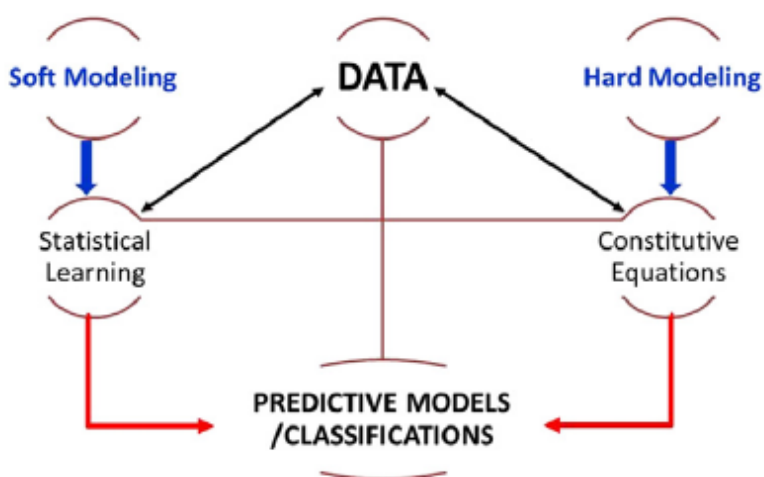 Soft Modeling
DATA
Hard Modeling
Statistical
Learning
Constitutive
Equations
PREDICTIVE MODELS
/CLASSIFICATIONS